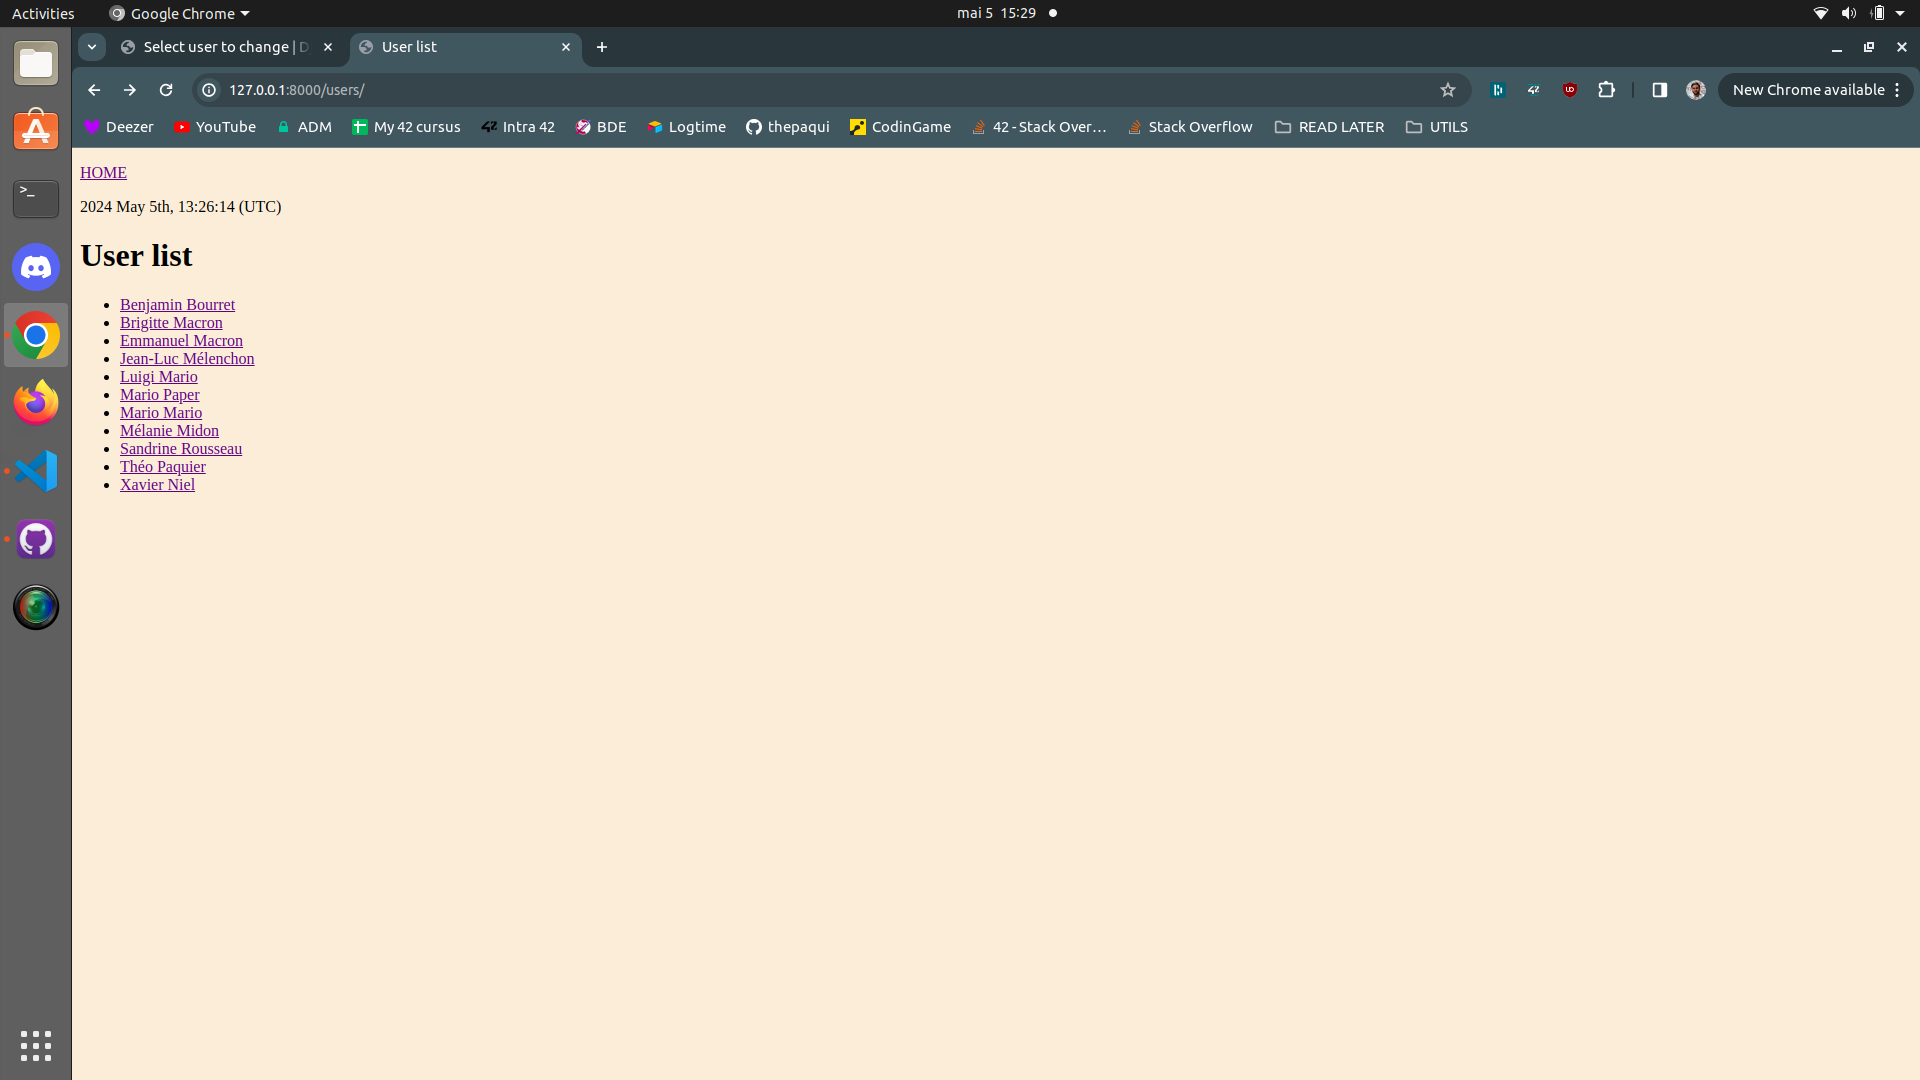 Activities Google Chrome mai 5 15:29
Select user to change | D User list
127.0.0.1:8000/users/ New Chrome available
Deezer YouTube ADM My 42 cursus Intra 42 BDE Logtime thepaqui CodinGame 42 - Stack Over… Stack Overflow READ LATER UTILS
HOME
2024 May 5th, 13:26:14 (UTC)
User list
Benjamin Bourret
Brigitte Macron
Emmanuel Macron
Jean-Luc Mélenchon
Luigi Mario
Mario Paper
Mario Mario
Mélanie Midon
Sandrine Rousseau
Théo Paquier
Xavier Niel